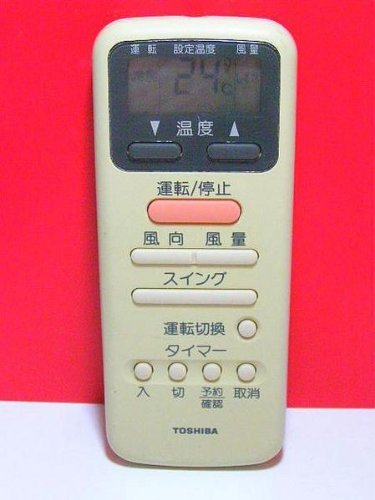 運転 設定温度 風量
24℃
▼ 温度 ▲
運転/停止
風向 風量
スイング
運転切換
タイマー
入 切 予約確認 取消
TOSHIBA